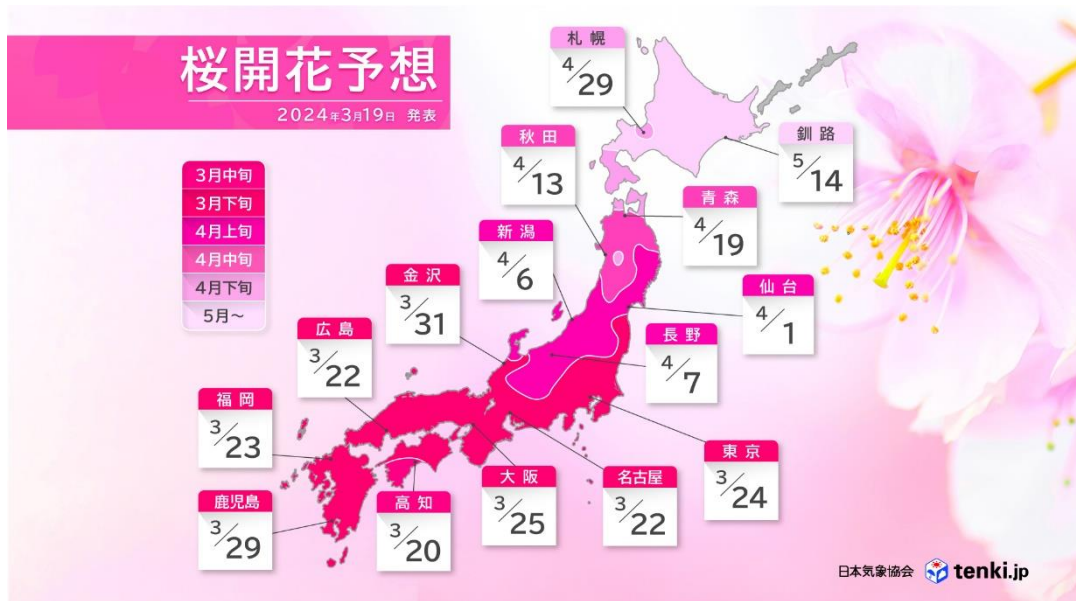 桜開花予想
2024年3月19日 発表
3月中旬
3月下旬
4月上旬
4月中旬
4月下旬
5月～
札幌
4/29
釧路
5/14
秋田
4/13
青森
4/19
新潟
4/6
仙台
4/1
金沢
3/31
長野
4/7
広島
3/22
福岡
3/23
東京
3/24
大阪
3/25
名古屋
3/22
鹿児島
3/29
高知
3/20
日本気象協会 tenki.jp